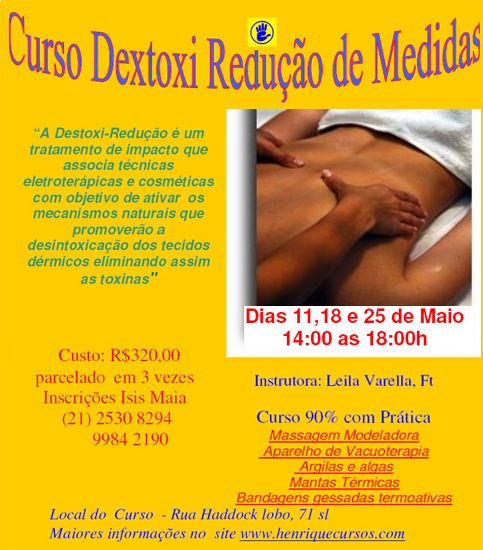 Curso Dextoxi Redução de Medidas
“A Destoxi-Redução é um
tratamento de impacto que
associa técnicas
eletroterápicas e cosméticas
com objetivo de ativar os
mecanismos naturais que
promoverão a
desintoxicação dos tecidos
dérmicos eliminando assim
as toxinas"
Dias 11,18 e 25 de Maio
14:00 as 18:00h
Custo: R$320,00
parcelado em 3 vezes
Inscrições Isis Maia
(21) 2530 8294
9984 2190
Instrutora: Leila Varella, Ft
Curso 90% com Prática
Massagem Modeladora
Aparelho de Vacuoterapia
Argilas e algas
Mantas Térmicas
Bandagens gessadas termoativas
Local do Curso - Rua Haddock lobo, 71 sl
Maiores informações no site www.henriquecursos.com